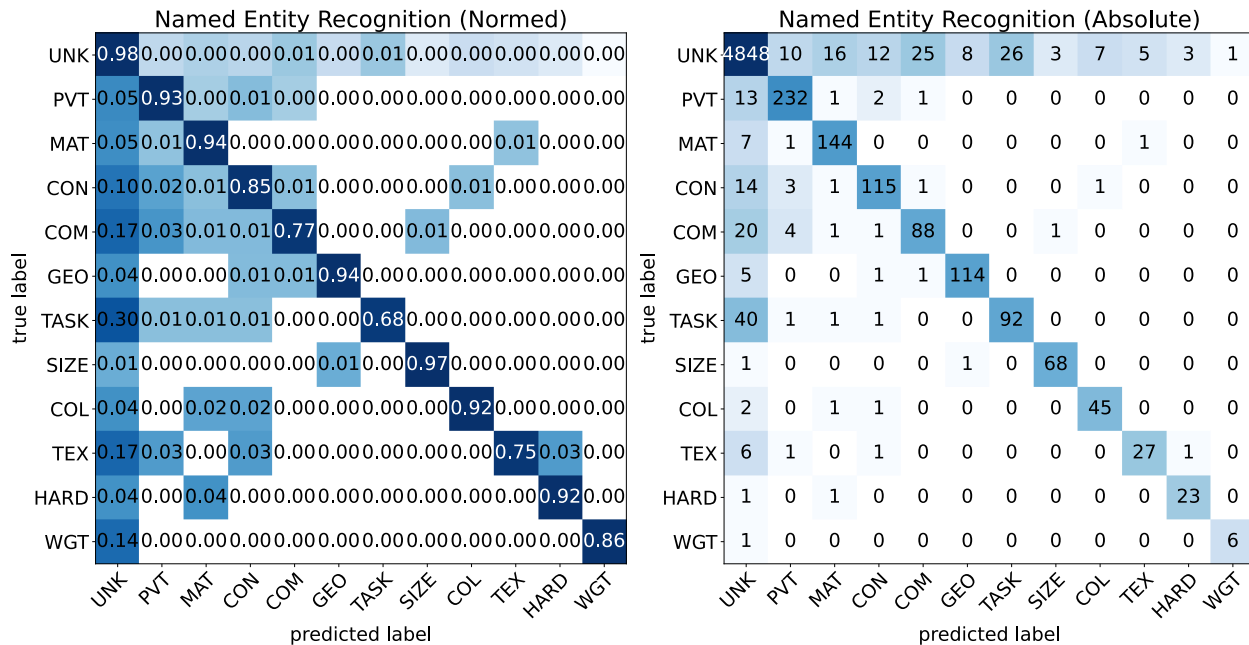 Named Entity Recognition (Normed)
UNK 0.98 0.00 0.00 0.00 0.01 0.00 0.01 0.00 0.00 0.00 0.00 0.00
PVT 0.05 0.93 0.00 0.01 0.00 0.00 0.00 0.00 0.00 0.00 0.00 0.00
MAT 0.05 0.01 0.94 0.00 0.00 0.00 0.00 0.00 0.00 0.01 0.00 0.00
CON 0.10 0.02 0.01 0.85 0.01 0.00 0.00 0.00 0.01 0.00 0.00 0.00
COM 0.17 0.03 0.01 0.01 0.77 0.00 0.00 0.01 0.00 0.00 0.00 0.00
GEO 0.04 0.00 0.00 0.01 0.01 0.94 0.00 0.00 0.00 0.00 0.00 0.00
TASK 0.30 0.01 0.01 0.01 0.00 0.00 0.68 0.00 0.00 0.00 0.00 0.00
SIZE 0.01 0.00 0.00 0.00 0.00 0.01 0.00 0.97 0.00 0.00 0.00 0.00
COL 0.04 0.00 0.02 0.02 0.00 0.00 0.00 0.00 0.92 0.00 0.00 0.00
TEX 0.17 0.03 0.00 0.03 0.00 0.00 0.00 0.00 0.00 0.75 0.03 0.00
HARD 0.04 0.00 0.04 0.00 0.00 0.00 0.00 0.00 0.00 0.00 0.92 0.00
WGT 0.14 0.00 0.00 0.00 0.00 0.00 0.00 0.00 0.00 0.00 0.00 0.86
UNK PVT MAT CON COM GEO TASK SIZE COL TEX HARD WGT
predicted label
true label
Named Entity Recognition (Absolute)
UNK 4848 10 16 12 25 8 26 3 7 5 3 1
PVT 13 232 1 2 1 0 0 0 0 0 0 0
MAT 7 1 144 0 0 0 0 0 0 1 0 0
CON 14 3 1 115 1 0 0 0 1 0 0 0
COM 20 4 1 1 88 0 0 1 0 0 0 0
GEO 5 0 0 1 1 114 0 0 0 0 0 0
TASK 40 1 1 1 0 0 92 0 0 0 0 0
SIZE 1 0 0 0 0 1 0 68 0 0 0 0
COL 2 0 1 1 0 0 0 0 45 0 0 0
TEX 6 1 0 1 0 0 0 0 0 27 1 0
HARD 1 0 1 0 0 0 0 0 0 0 23 0
WGT 1 0 0 0 0 0 0 0 0 0 0 6
UNK PVT MAT CON COM GEO TASK SIZE COL TEX HARD WGT
predicted label
true label